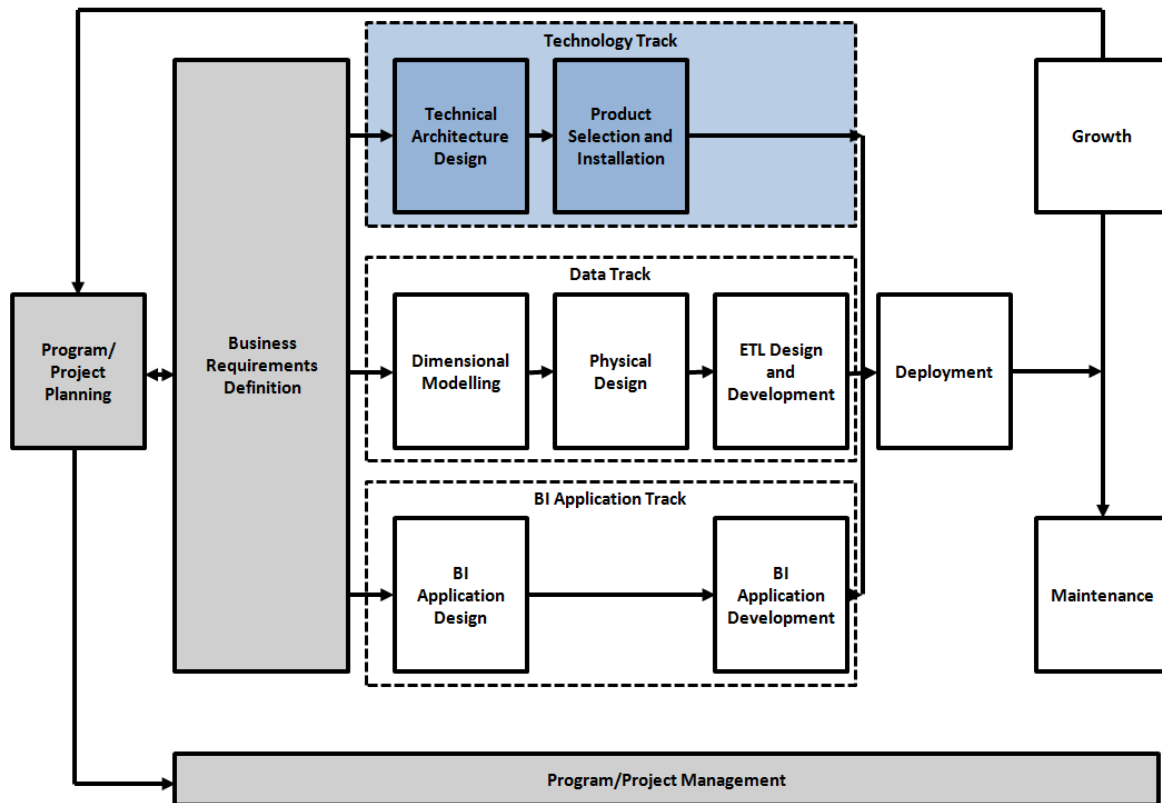 Technology Track
Technical
Architecture
Design
Product
Selection and
Installation
Growth
Data Track
Program/
Project
Planning
Business
Requirements
Definition
Dimensional
Modelling
Physical
Design
ETL Design
and
Development
Deployment
BI Application Track
BI
Application
Design
BI
Application
Development
Maintenance
Program/Project Management